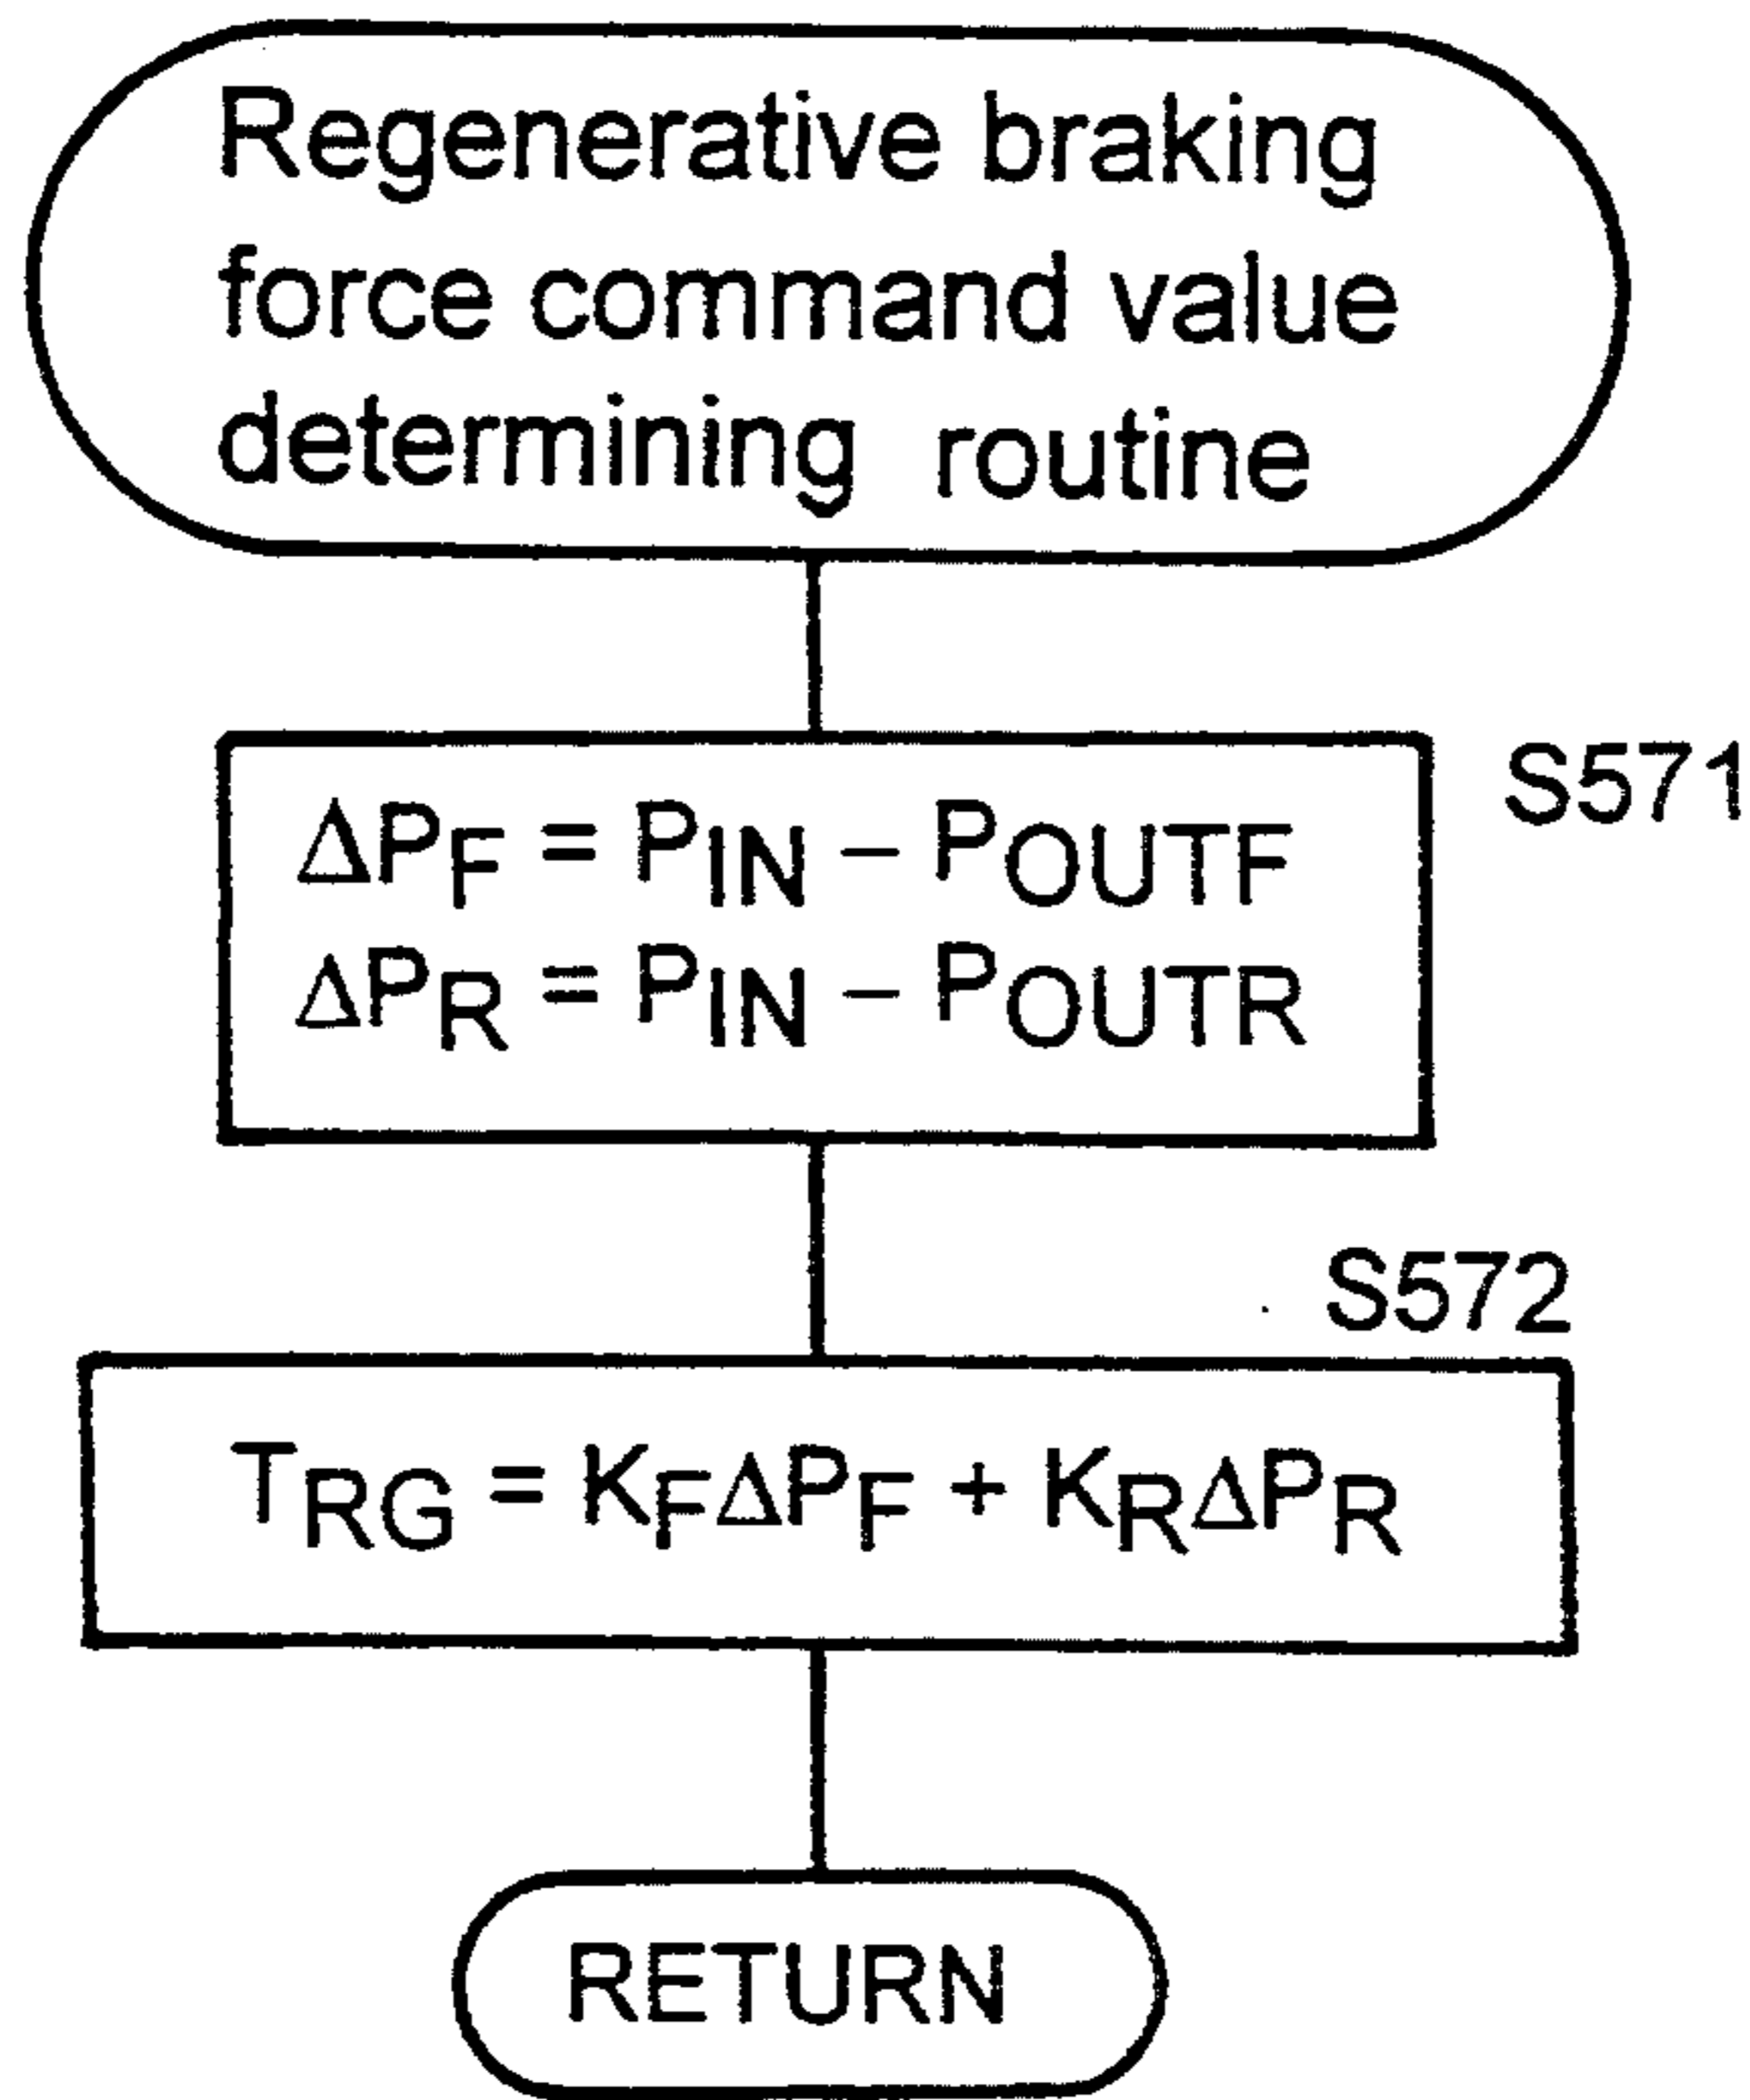 Regenerative braking
force command value
determining routine
S571
ΔPF = PIN − POUTF
ΔPR = PIN − POUTR
S572
TRG = KFΔPF + KRΔPR
RETURN